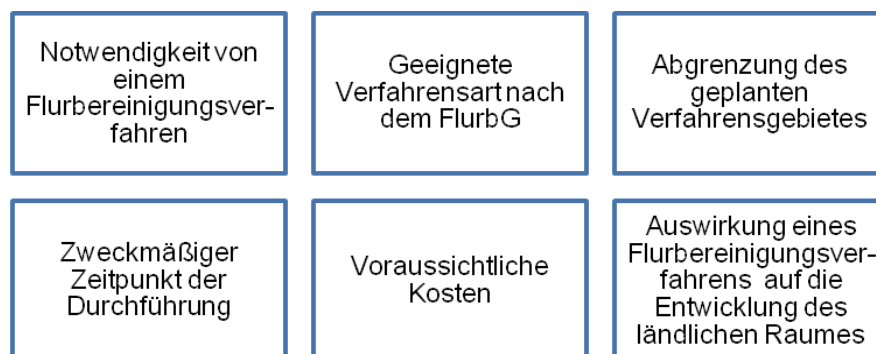 Notwendigkeit von
einem
Flurbereinigungsver-
fahren
Geeignete
Verfahrensart nach
dem FlurbG
Abgrenzung des
geplanten
Verfahrensgebietes
Zweckmäßiger
Zeitpunkt der
Durchführung
Voraussichtliche
Kosten
Auswirkung eines
Flurbereinigungsver-
fahrens auf die
Entwicklung des
ländlichen Raumes